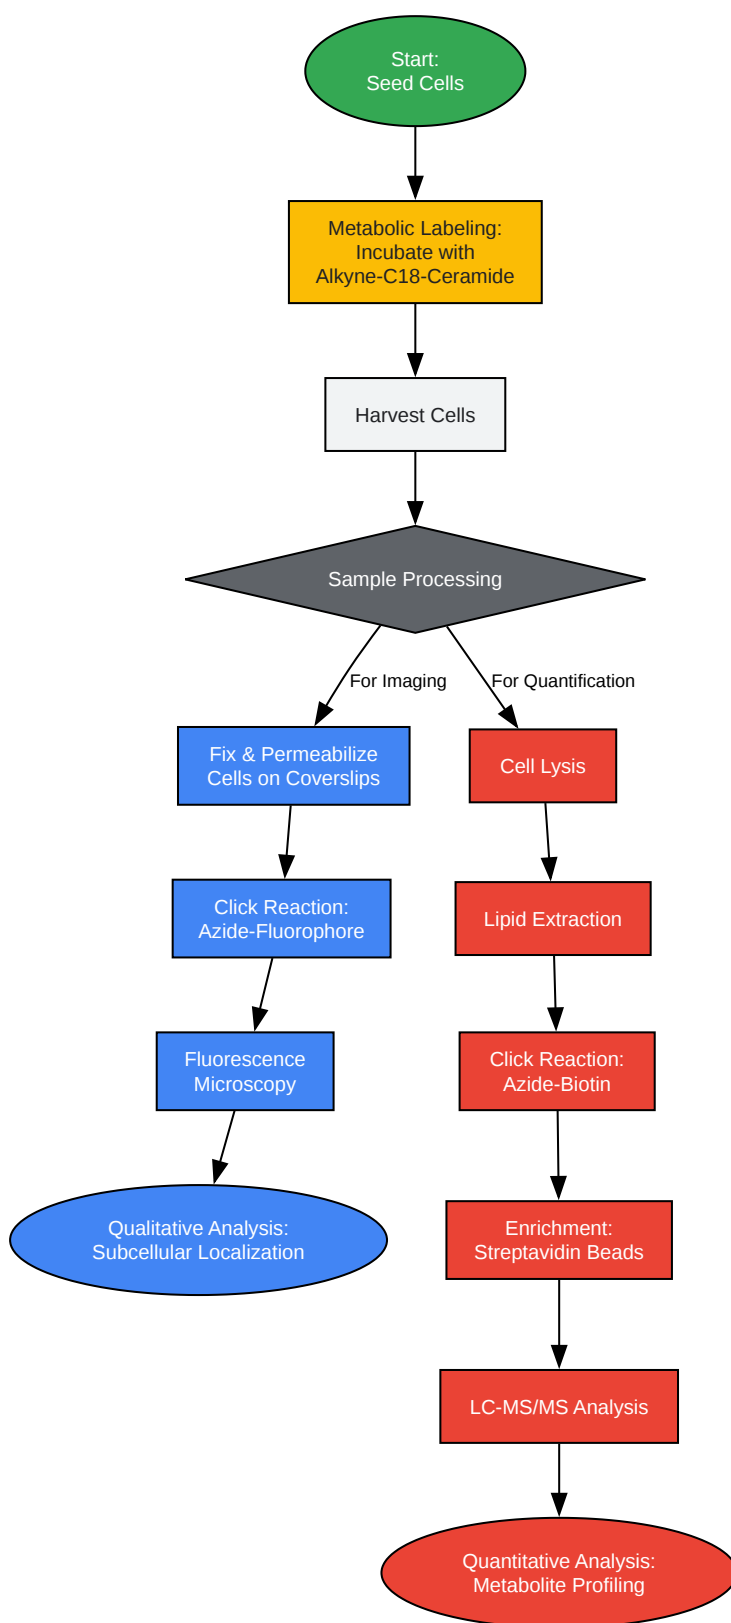 Start:
Seed Cells
Metabolic Labeling:
Incubate with
Alkyne-C18-Ceramide
Harvest Cells
Sample Processing
For Imaging
For Quantification
Fix & Permeabilize
Cells on Coverslips
Cell Lysis
Click Reaction:
Azide-Fluorophore
Lipid Extraction
Fluorescence
Microscopy
Click Reaction:
Azide-Biotin
Qualitative Analysis:
Subcellular Localization
Enrichment:
Streptavidin Beads
LC-MS/MS Analysis
Quantitative Analysis:
Metabolite Profiling